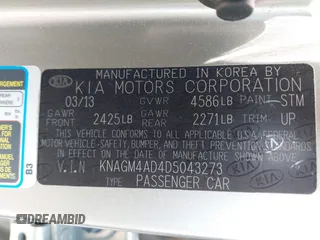 MANUFACTURED IN KOREA BY
KIA KIA MOTORS CORPORATION
03/13 GVWR 4586LB PAINT STM
GAWR FRONT 2425LB GAWR REAR 2271LB TRIM UP
THIS VEHICLE CONFORMS TO ALL APPLICABLE U.S.A. FEDERAL
MOTOR VEHICLE SAFETY, BUMPER, AND THEFT PREVENTION STANDARDS
IN EFFECT ON THE DATE OF MANUFACTURE SHOWN ABOVE.
V.I.N KNAGM4AD4D5043273
TYPE PASSENGER CAR
B3
DREAMBID